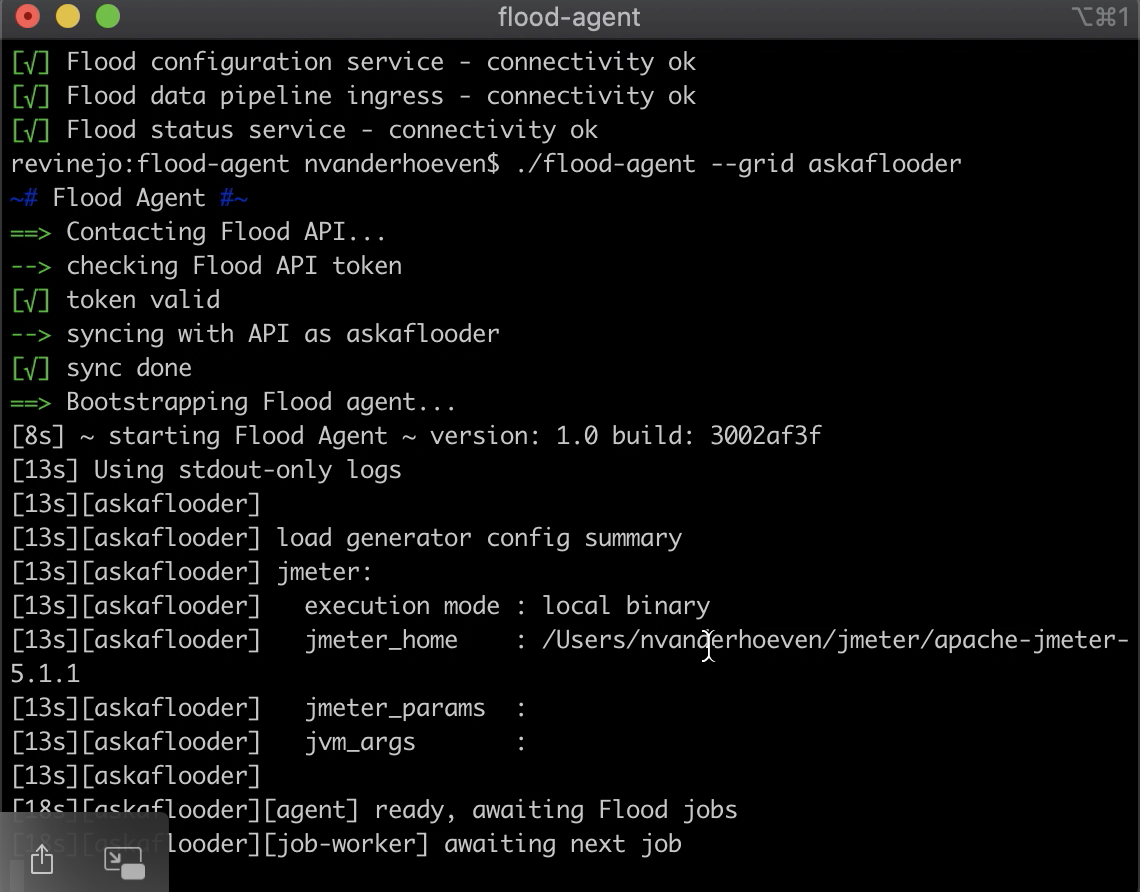 flood-agent ⌥⌘1
[√] Flood configuration service - connectivity ok
[√] Flood data pipeline ingress - connectivity ok
[√] Flood status service - connectivity ok
revinejo:flood-agent nvanderhoeven$ ./flood-agent --grid askaflooder
~# Flood Agent #~
==> Contacting Flood API...
--> checking Flood API token
[√] token valid
--> syncing with API as askaflooder
[√] sync done
==> Bootstrapping Flood agent...
[8s] ~ starting Flood Agent ~ version: 1.0 build: 3002af3f
[13s] Using stdout-only logs
[13s][askaflooder]
[13s][askaflooder] load generator config summary
[13s][askaflooder] jmeter:
[13s][askaflooder]   execution mode : local binary
[13s][askaflooder]   jmeter_home    : /Users/nvanderhoeven/jmeter/apache-jmeter-
5.1.1
[13s][askaflooder]   jmeter_params  :
[13s][askaflooder]   jvm_args       :
[13s][askaflooder]
[18s][askaflooder][agent] ready, awaiting Flood jobs
[18s][askaflooder][job-worker] awaiting next job